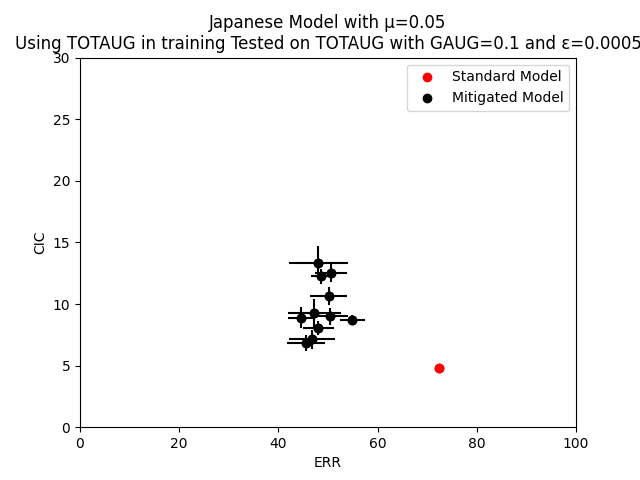 Japanese Model with μ=0.05
Using TOTAUG in training Tested on TOTAUG with GAUG=0.1 and ε=0.0005
Standard Model
Mitigated Model
30
25
20
15
10
5
0
CIC
0 20 40 60 80 100
ERR